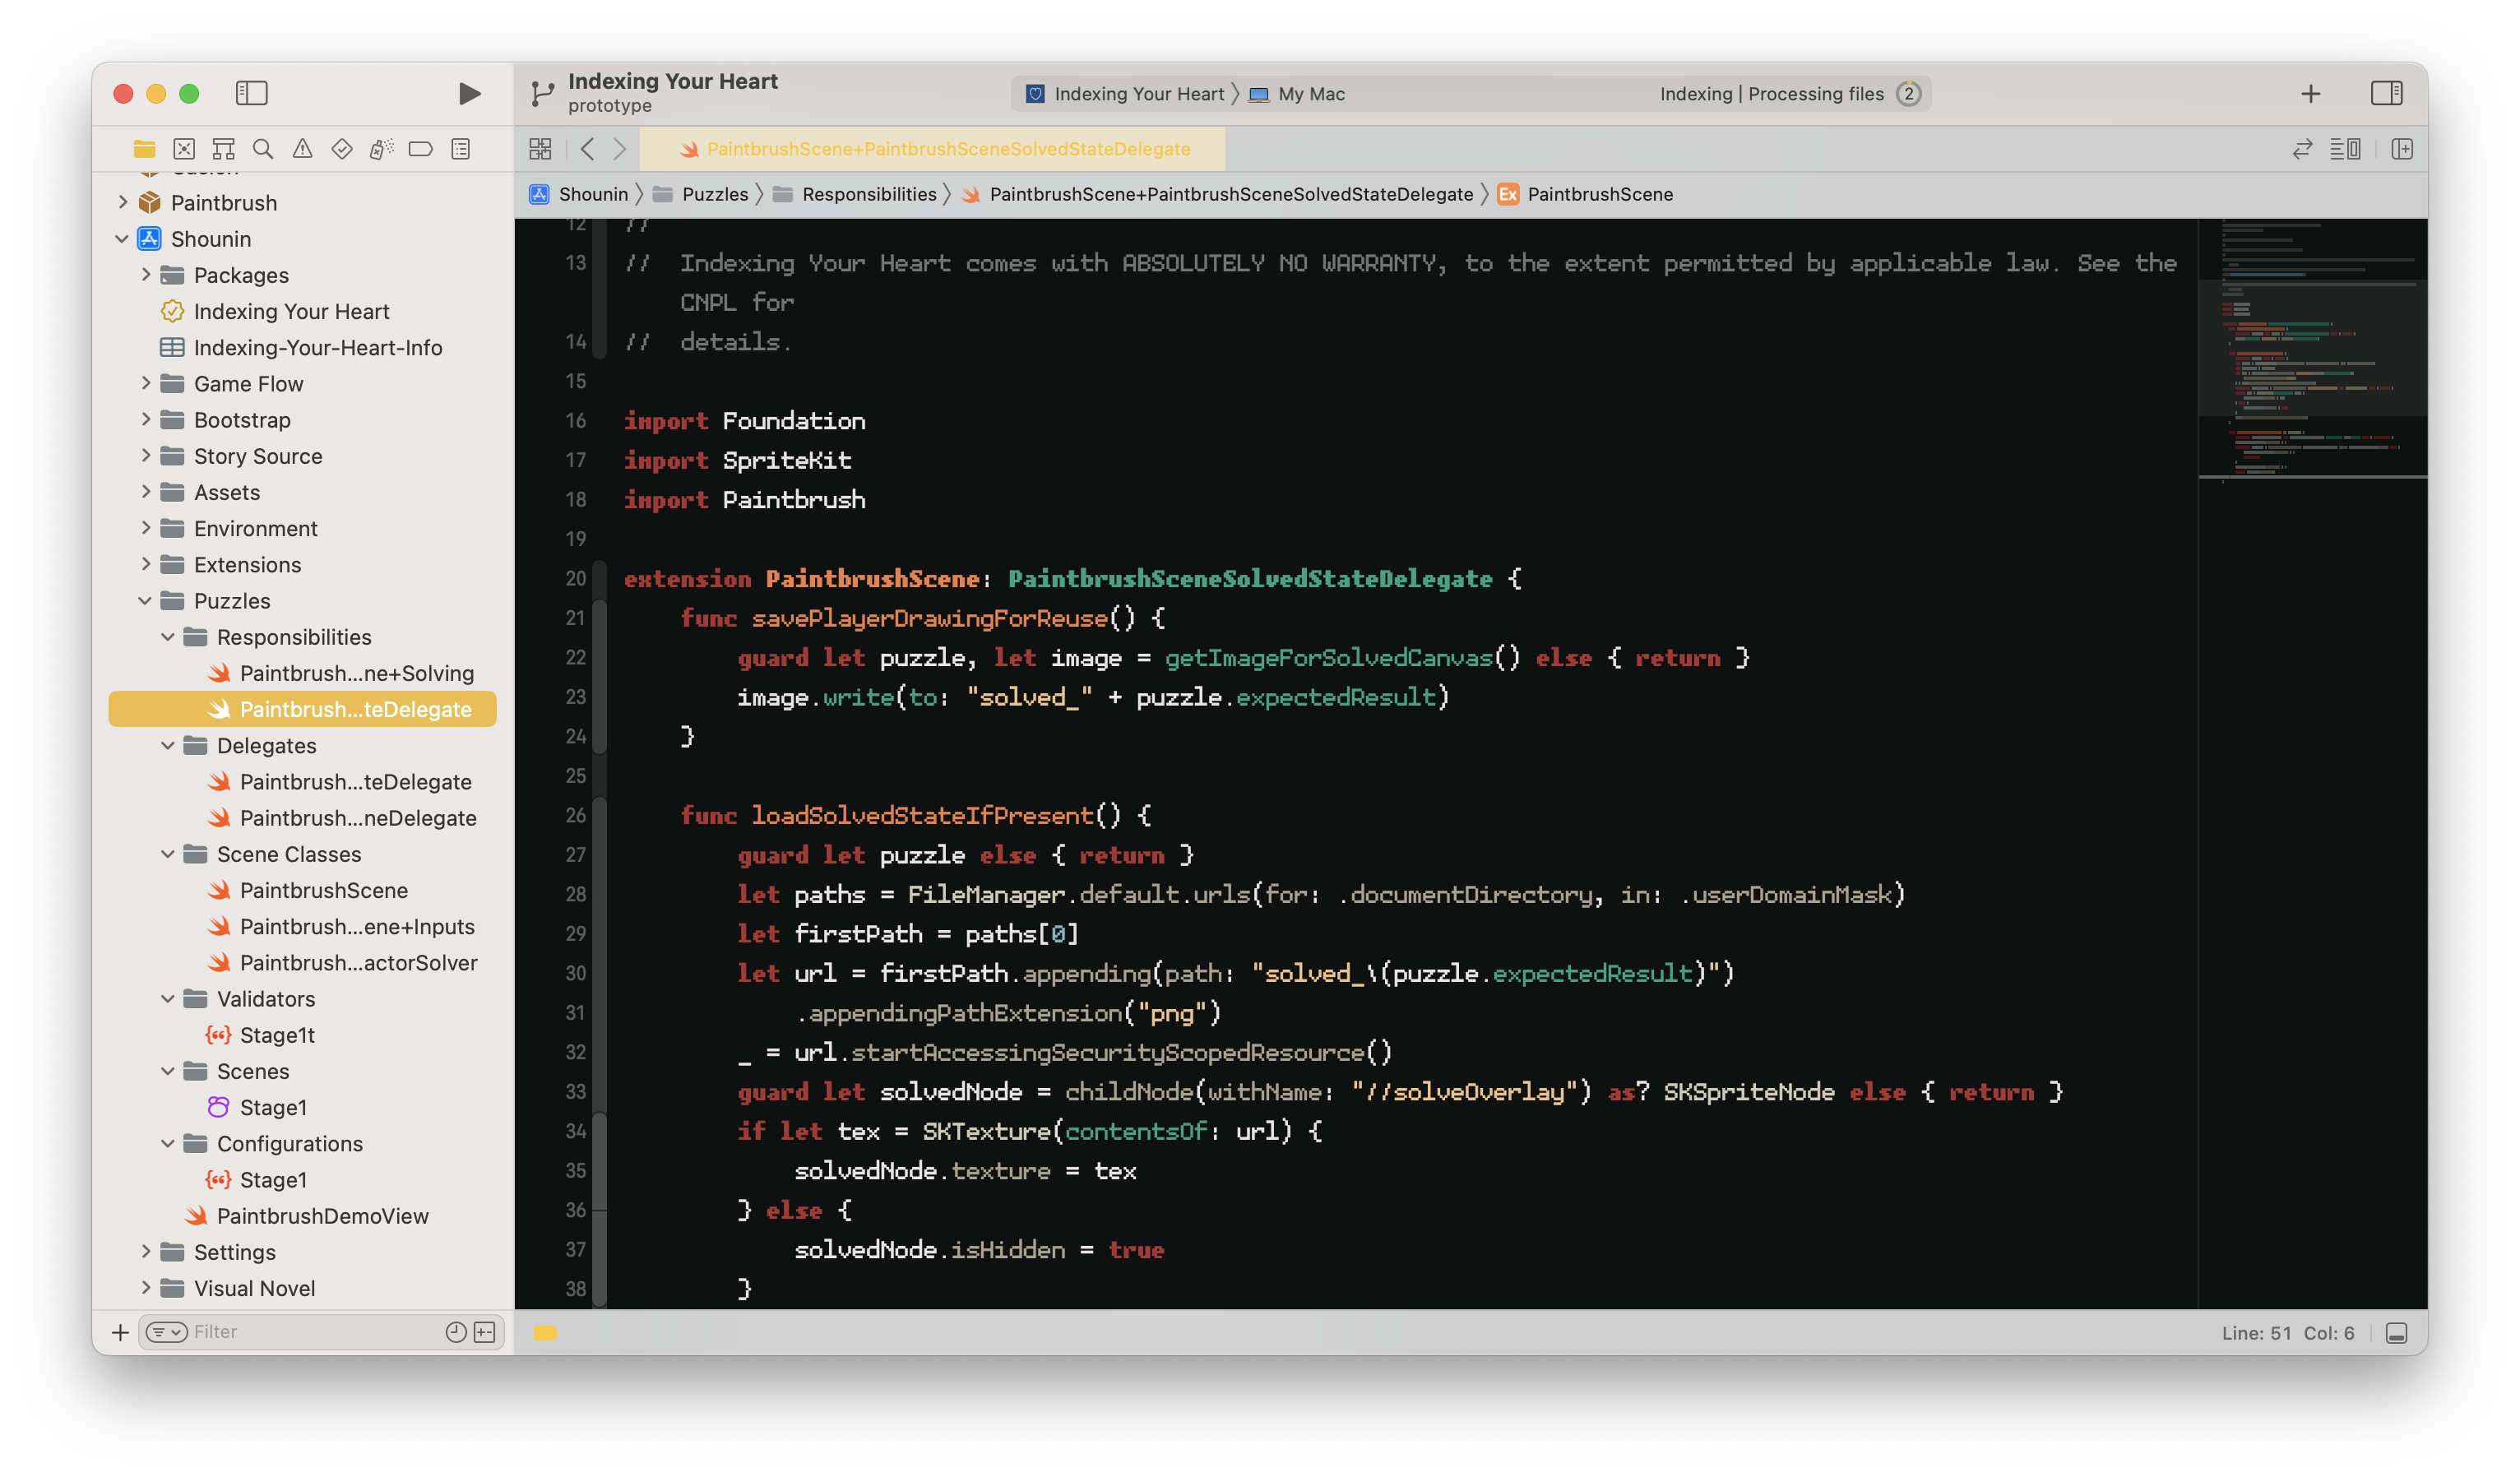 Indexing Your Heart
prototype
Indexing Your Heart
My Mac
Indexing | Processing files
2
PaintbrushScene+PaintbrushSceneSolvedStateDelegate
Shounin
Puzzles
Responsibilities
PaintbrushScene+PaintbrushSceneSolvedStateDelegate
Ex
PaintbrushScene
Paintbrush
Shounin
Packages
Indexing Your Heart
Indexing-Your-Heart-Info
Game Flow
Bootstrap
Story Source
Assets
Environment
Extensions
Puzzles
Responsibilities
Paintbrush...ne+Solving
Paintbrush...teDelegate
Delegates
Paintbrush...teDelegate
Paintbrush...neDelegate
Scene Classes
PaintbrushScene
Paintbrush...ene+Inputs
Paintbrush...actorSolver
Validators
Stage1t
Scenes
Stage1
Configurations
Stage1
PaintbrushDemoView
Settings
Visual Novel
Filter
12 //
13 // Indexing Your Heart comes with ABSOLUTELY NO WARRANTY, to the extent permitted by applicable law. See the
CNPL for
14 // details.
15
16 import Foundation
17 import SpriteKit
18 import Paintbrush
19
20 extension PaintbrushScene: PaintbrushSceneSolvedStateDelegate {
21     func savePlayerDrawingForReuse() {
22         guard let puzzle, let image = getImageForSolvedCanvas() else { return }
23         image.write(to: "solved_" + puzzle.expectedResult)
24     }
25
26     func loadSolvedStateIfPresent() {
27         guard let puzzle else { return }
28         let paths = FileManager.default.urls(for: .documentDirectory, in: .userDomainMask)
29         let firstPath = paths[0]
30         let url = firstPath.appending(path: "solved_\(puzzle.expectedResult)")
31             .appendingPathExtension("png")
32         _ = url.startAccessingSecurityScopedResource()
33         guard let solvedNode = childNode(withName: "//solveOverlay") as? SKSpriteNode else { return }
34         if let tex = SKTexture(contentsOf: url) {
35             solvedNode.texture = tex
36         } else {
37             solvedNode.isHidden = true
38         }
Line: 51 Col: 6